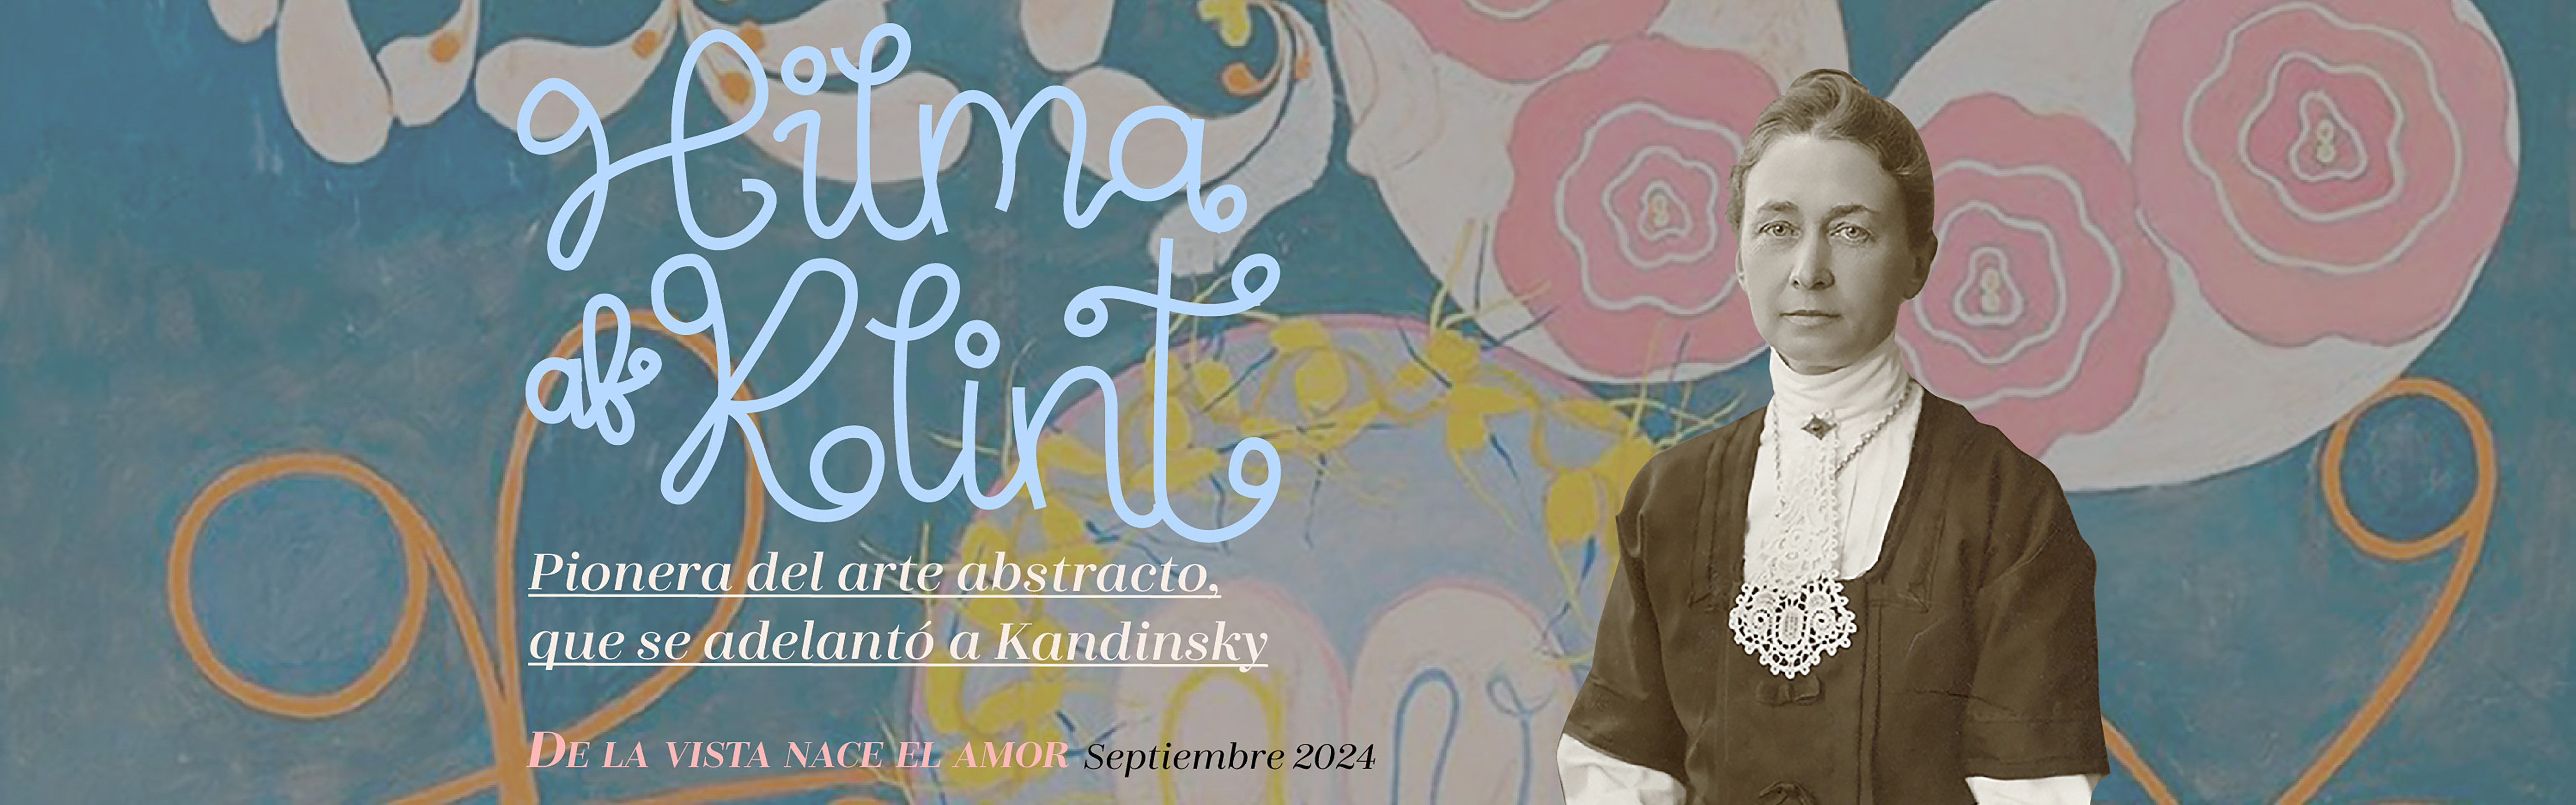 Hilma
af Klint
Pionera del arte abstracto,
que se adelantó a Kandinsky
DE LA VISTA NACE EL AMOR Septiembre 2024